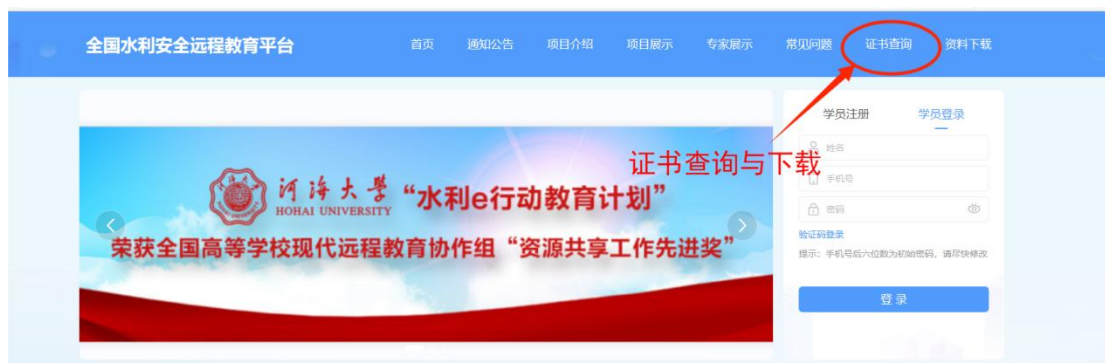 全国水利安全远程教育平台 首页 通知公告 项目介绍 项目展示 专家展示 常见问题 证书查询 资料下载
学员注册 学员登录
姓名
证书查询与下载
手机号
密码
验证码登录
提示：手机号后六位数为初始密码，请尽快修改
登录
河海大学 “水利e行动教育计划”
HOHAI UNIVERSITY
荣获全国高等学校现代远程教育协作组“资源共享工作先进奖”